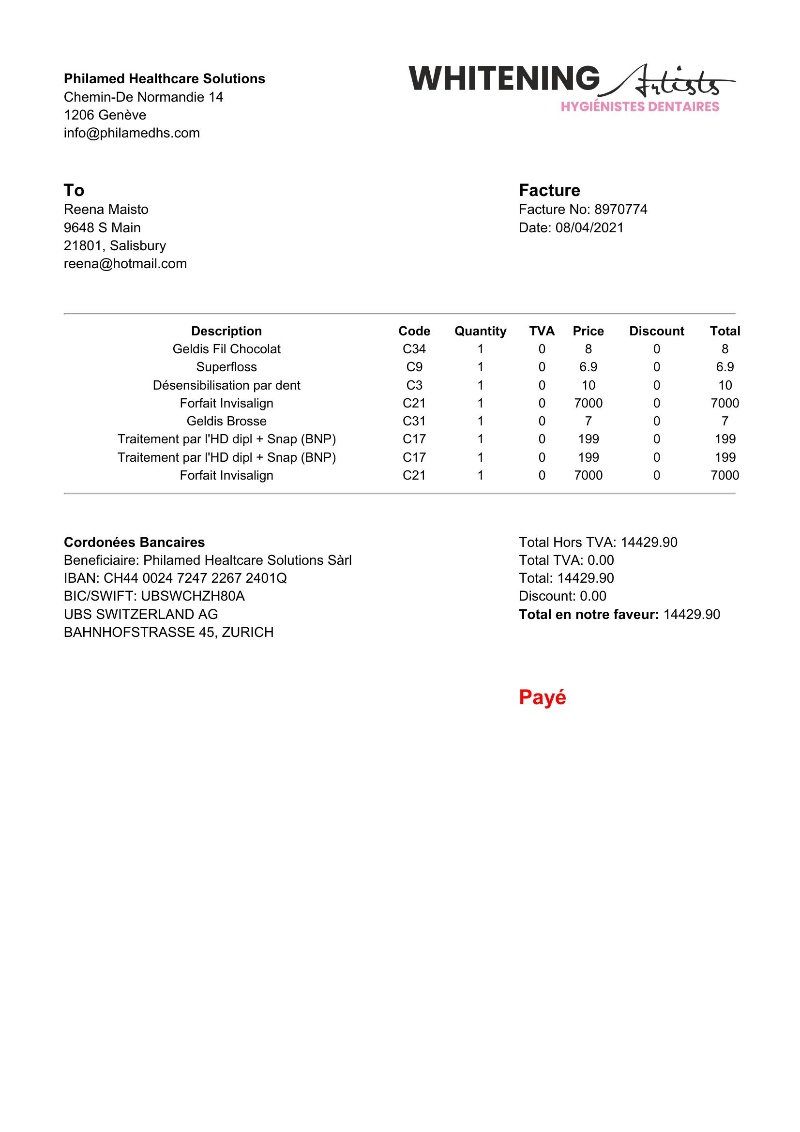 Philamed Healthcare Solutions
Chemin-De Normandie 14
1206 Genève
info@philamedhs.com
WHITENING Artists
HYGIÉNISTES DENTAIRES
To
Reena Maisto
9648 S Main
21801, Salisbury
reena@hotmail.com
Facture
Facture No: 8970774
Date: 08/04/2021
Description Code Quantity TVA Price Discount Total
Geldis Fil Chocolat C34 1 0 8 0 8
Superfloss C9 1 0 6.9 0 6.9
Désensibilisation par dent C3 1 0 10 0 10
Forfait Invisalign C21 1 0 7000 0 7000
Geldis Brosse C31 1 0 7 0 7
Traitement par l'HD dipl + Snap (BNP) C17 1 0 199 0 199
Traitement par l'HD dipl + Snap (BNP) C17 1 0 199 0 199
Forfait Invisalign C21 1 0 7000 0 7000
Cordonées Bancaires
Beneficiaire: Philamed Healtcare Solutions Sàrl
IBAN: CH44 0024 7247 2267 2401Q
BIC/SWIFT: UBSWCHZH80A
UBS SWITZERLAND AG
BAHNHOFSTRASSE 45, ZURICH
Total Hors TVA: 14429.90
Total TVA: 0.00
Total: 14429.90
Discount: 0.00
Total en notre faveur: 14429.90
Payé